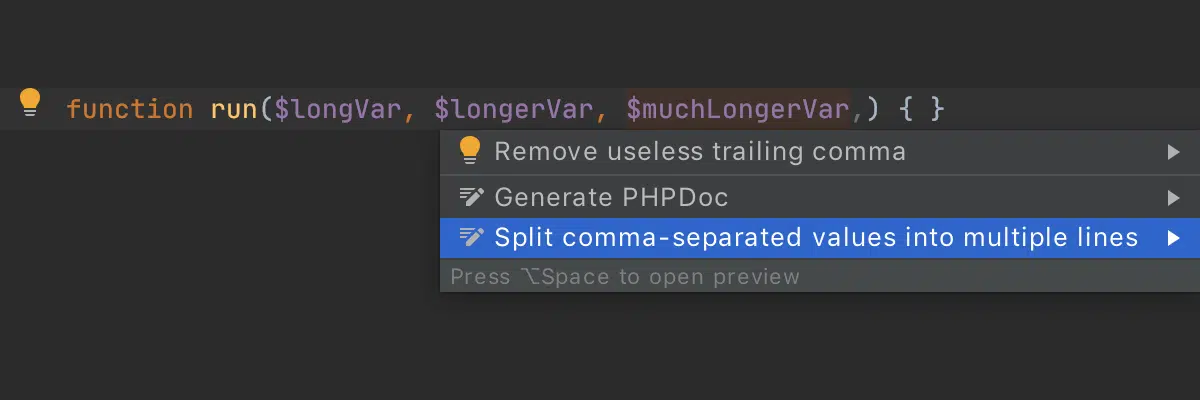 function run($longVar, $longerVar, $muchLongerVar,) { }
Remove useless trailing comma
Generate PHPDoc
Split comma-separated values into multiple lines
Press ⌥Space to open preview